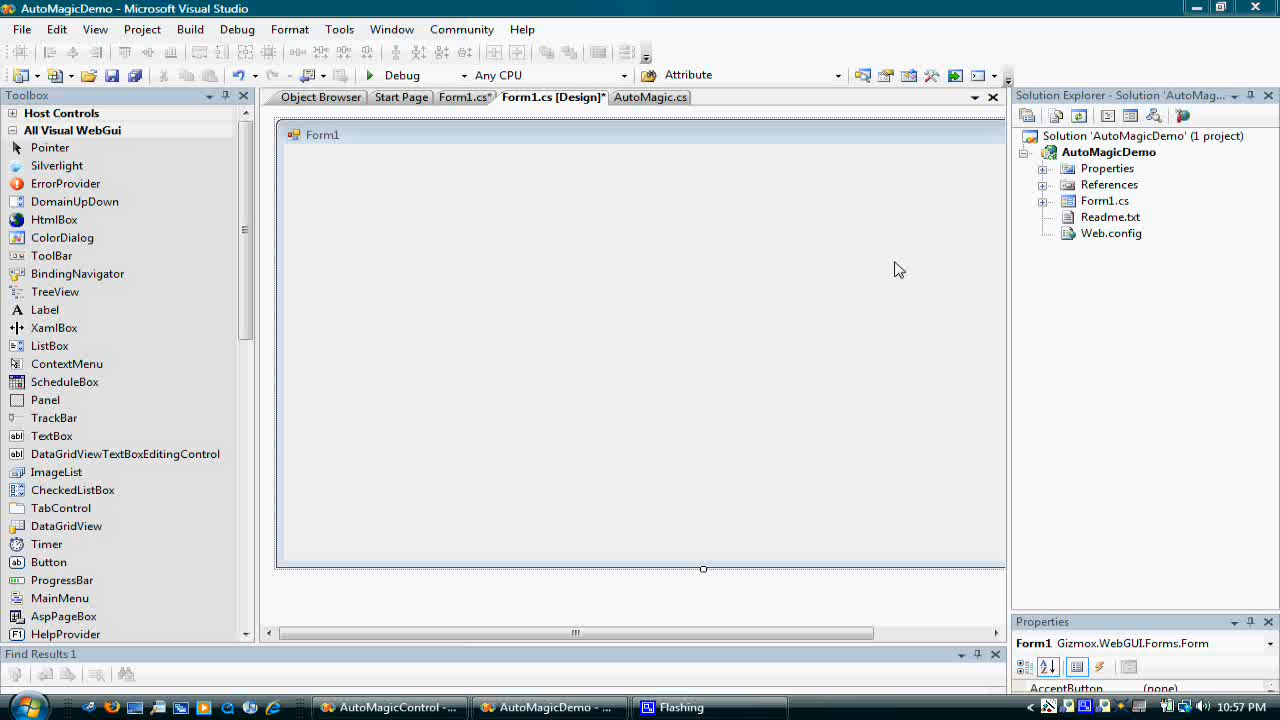 AutoMagicDemo - Microsoft Visual Studio
File Edit View Project Build Debug Format Tools Window Community Help
Debug Any CPU Attribute
Toolbox
Host Controls
All Visual WebGui
Pointer
Silverlight
ErrorProvider
DomainUpDown
HtmlBox
ColorDialog
ToolBar
BindingNavigator
TreeView
Label
XamlBox
ListBox
ContextMenu
ScheduleBox
Panel
TrackBar
TextBox
DataGridViewTextBoxEditingControl
ImageList
CheckedListBox
TabControl
DataGridView
Timer
Button
ProgressBar
MainMenu
AspPageBox
HelpProvider
Object Browser Start Page Form1.cs* Form1.cs [Design]* AutoMagic.cs
Form1
Solution Explorer - Solution 'AutoMag...
Solution 'AutoMagicDemo' (1 project)
AutoMagicDemo
Properties
References
Form1.cs
Readme.txt
Web.config
Properties
Form1 Gizmox.WebGUI.Forms.Form
AcceptButton (none)
Find Results 1
AutoMagicControl - ... AutoMagicDemo - ... Flashing 10:57 PM